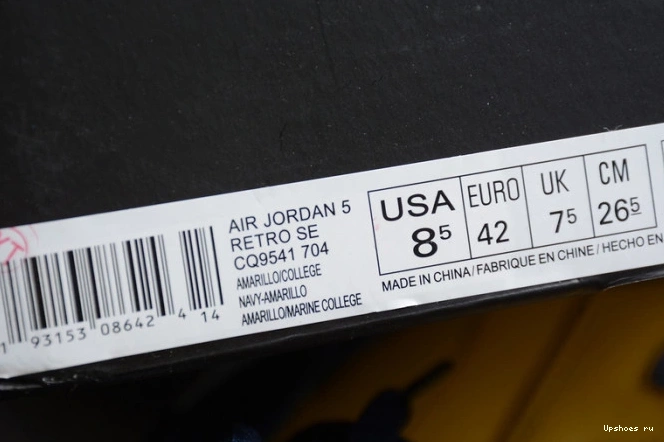 AIR JORDAN 5
RETRO SE
CQ9541 704
AMARILLO/COLLEGE
NAVY-AMARILLO
AMARILLO/MARINE COLLEGE
1 93153 08642 4 14
USA EURO UK CM
8⁵ 42 7⁵ 26⁵
MADE IN CHINA/FABRIQUE EN CHINE/HECHO EN
Upshoes ru